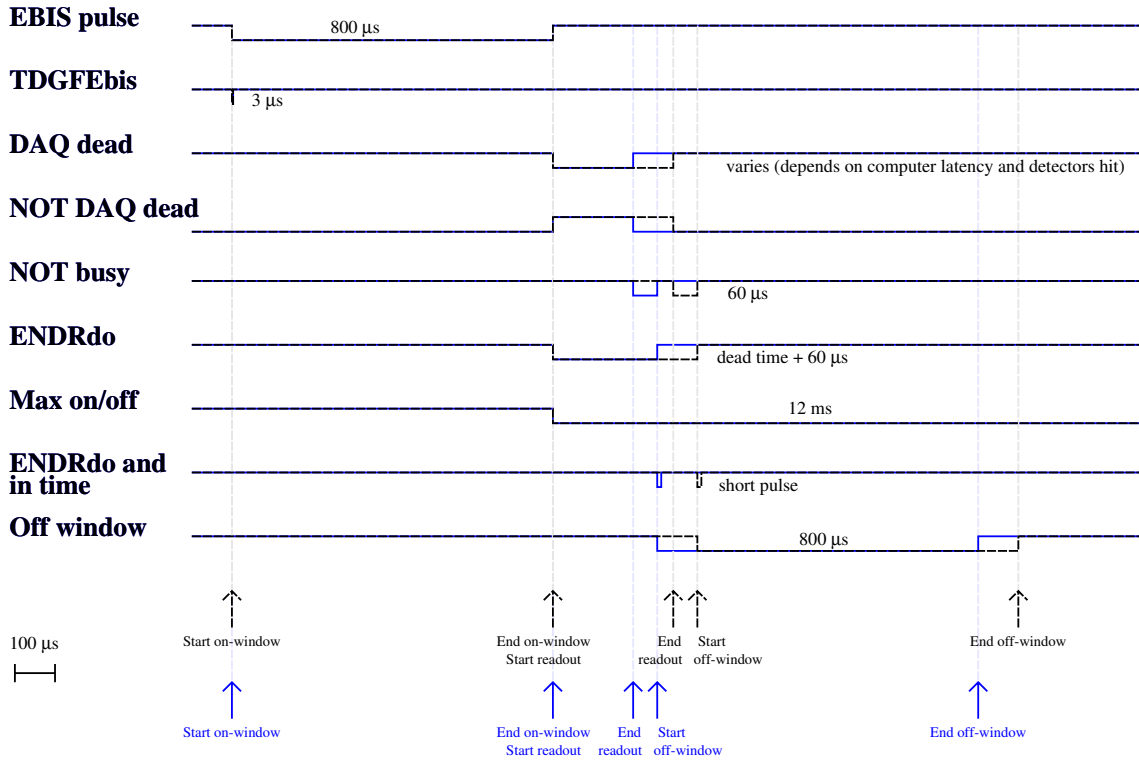 EBIS pulse
800 μs
TDGFEbis
3 μs
DAQ dead
varies (depends on computer latency and detectors hit)
NOT DAQ dead
NOT busy
60 μs
ENDRdo
dead time + 60 μs
Max on/off
12 ms
ENDRdo and
in time
short pulse
Off window
800 μs
100 μs
Start on-window
End on-window
Start readout
End
readout
Start
off-window
End off-window
Start on-window
End on-window
Start readout
End
readout
Start
off-window
End off-window